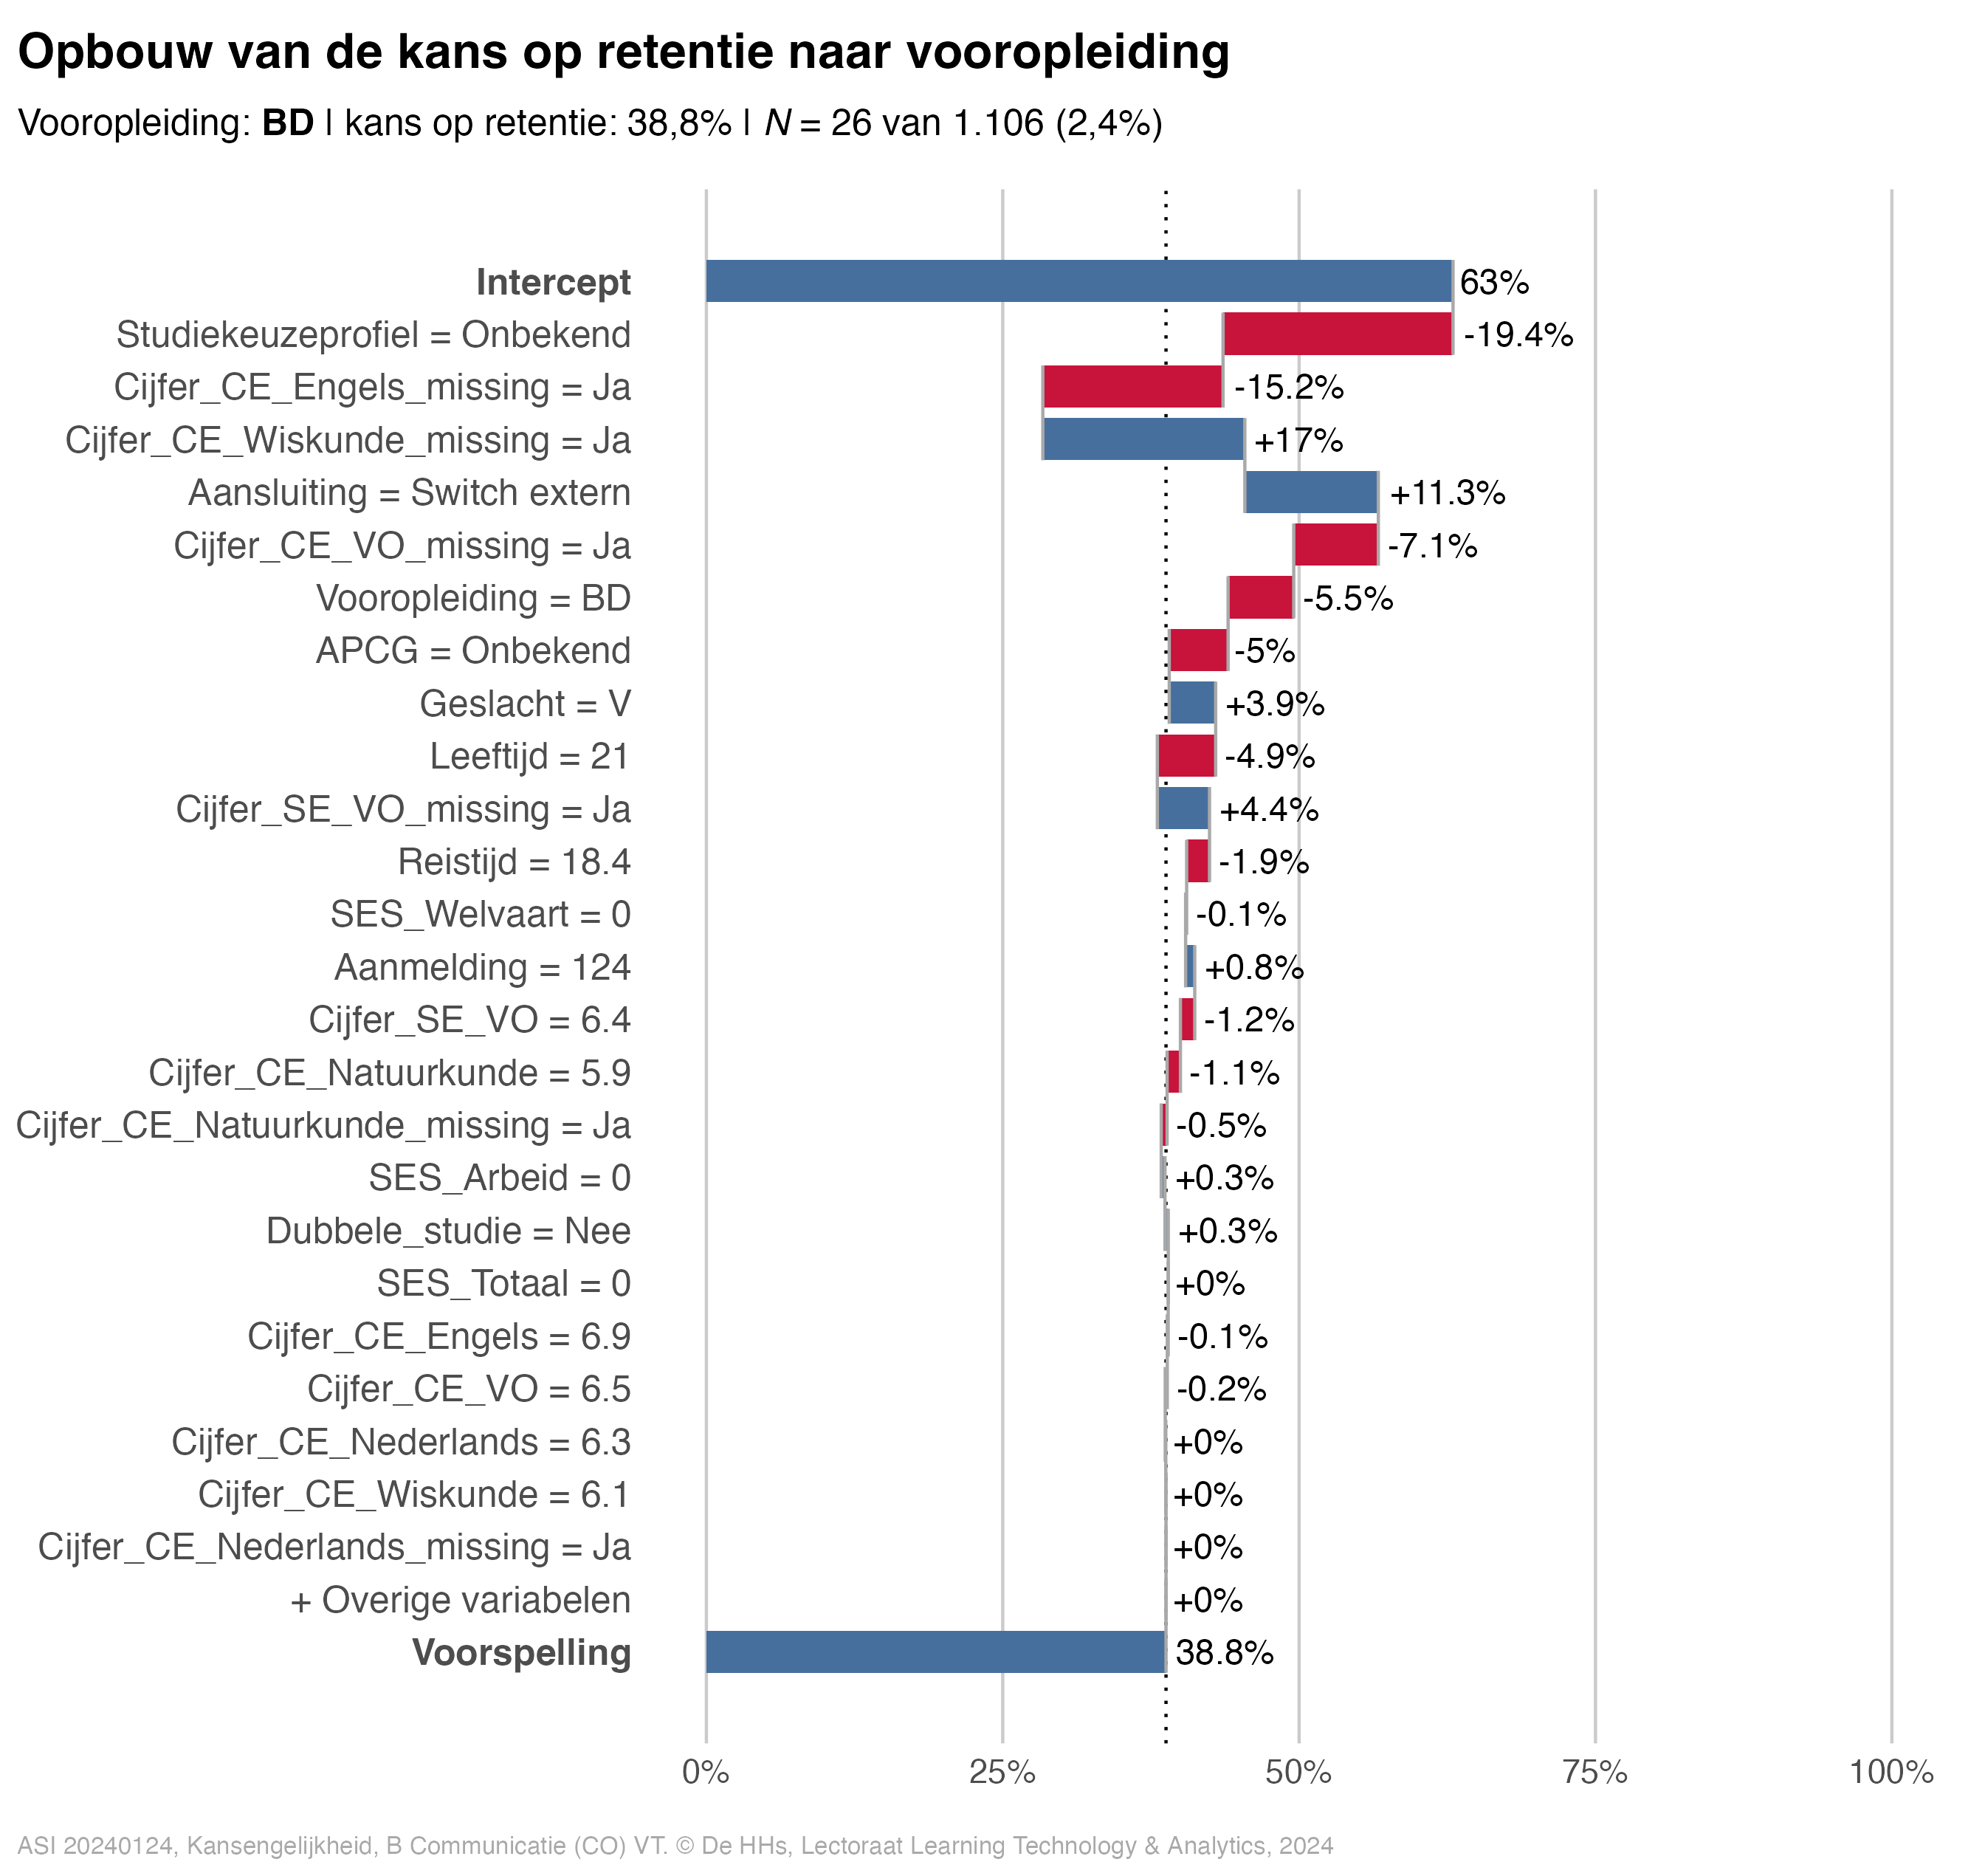 Opbouw van de kans op retentie naar vooropleiding
Vooropleiding: BD | kans op retentie: 38,8% | N = 26 van 1.106 (2,4%)
Intercept 63%
Studiekeuzeprofiel = Onbekend -19.4%
Cijfer_CE_Engels_missing = Ja -15.2%
Cijfer_CE_Wiskunde_missing = Ja +17%
Aansluiting = Switch extern +11.3%
Cijfer_CE_VO_missing = Ja -7.1%
Vooropleiding = BD -5.5%
APCG = Onbekend -5%
Geslacht = V +3.9%
Leeftijd = 21 -4.9%
Cijfer_SE_VO_missing = Ja +4.4%
Reistijd = 18.4 -1.9%
SES_Welvaart = 0 -0.1%
Aanmelding = 124 +0.8%
Cijfer_SE_VO = 6.4 -1.2%
Cijfer_CE_Natuurkunde = 5.9 -1.1%
Cijfer_CE_Natuurkunde_missing = Ja -0.5%
SES_Arbeid = 0 +0.3%
Dubbele_studie = Nee +0.3%
SES_Totaal = 0 +0%
Cijfer_CE_Engels = 6.9 -0.1%
Cijfer_CE_VO = 6.5 -0.2%
Cijfer_CE_Nederlands = 6.3 +0%
Cijfer_CE_Wiskunde = 6.1 +0%
Cijfer_CE_Nederlands_missing = Ja +0%
+ Overige variabelen +0%
Voorspelling 38.8%
0% 25% 50% 75% 100%
ASI 20240124, Kansengelijkheid, B Communicatie (CO) VT. © De HHs, Lectoraat Learning Technology & Analytics, 2024